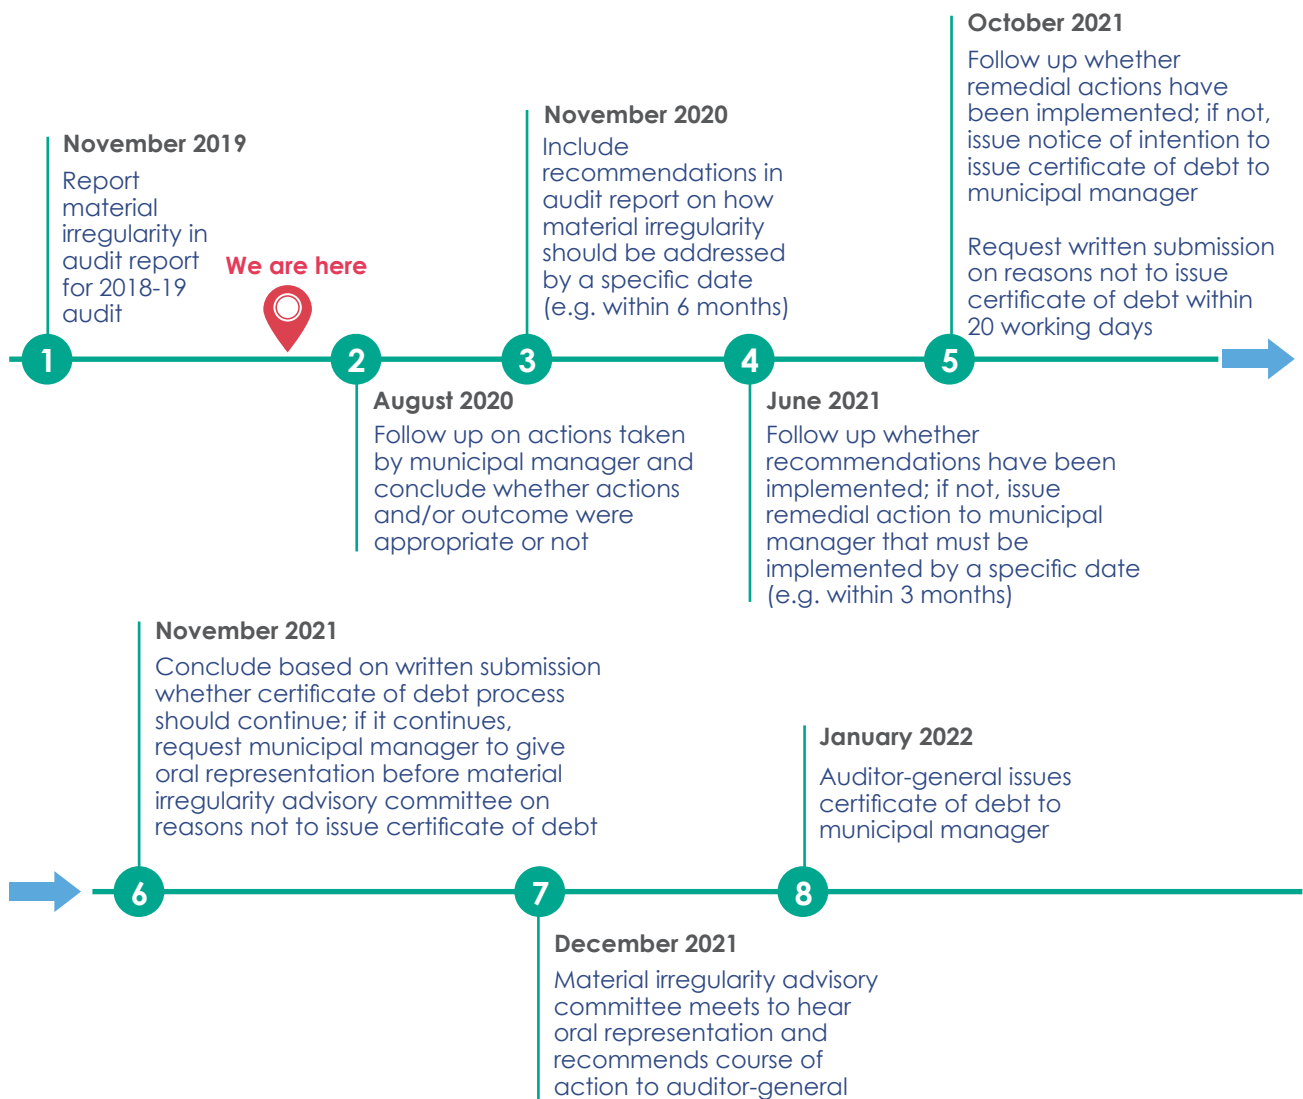 November 2019
Report
material
irregularity in
audit report
for 2018-19
audit
We are here
1
2
August 2020
Follow up on actions taken
by municipal manager and
conclude whether actions
and/or outcome were
appropriate or not
November 2020
Include
recommendations in
audit report on how
material irregularity
should be addressed
by a specific date
(e.g. within 6 months)
3
4
June 2021
Follow up whether
recommendations have been
implemented; if not, issue
remedial action to municipal
manager that must be
implemented by a specific date
(e.g. within 3 months)
October 2021
Follow up whether
remedial actions have
been implemented; if not,
issue notice of intention to
issue certificate of debt to
municipal manager
Request written submission
on reasons not to issue
certificate of debt within
20 working days
5
November 2021
Conclude based on written submission
whether certificate of debt process
should continue; if it continues,
request municipal manager to give
oral representation before material
irregularity advisory committee on
reasons not to issue certificate of debt
6
7
December 2021
Material irregularity advisory
committee meets to hear
oral representation and
recommends course of
action to auditor-general
January 2022
Auditor-general issues
certificate of debt to
municipal manager
8